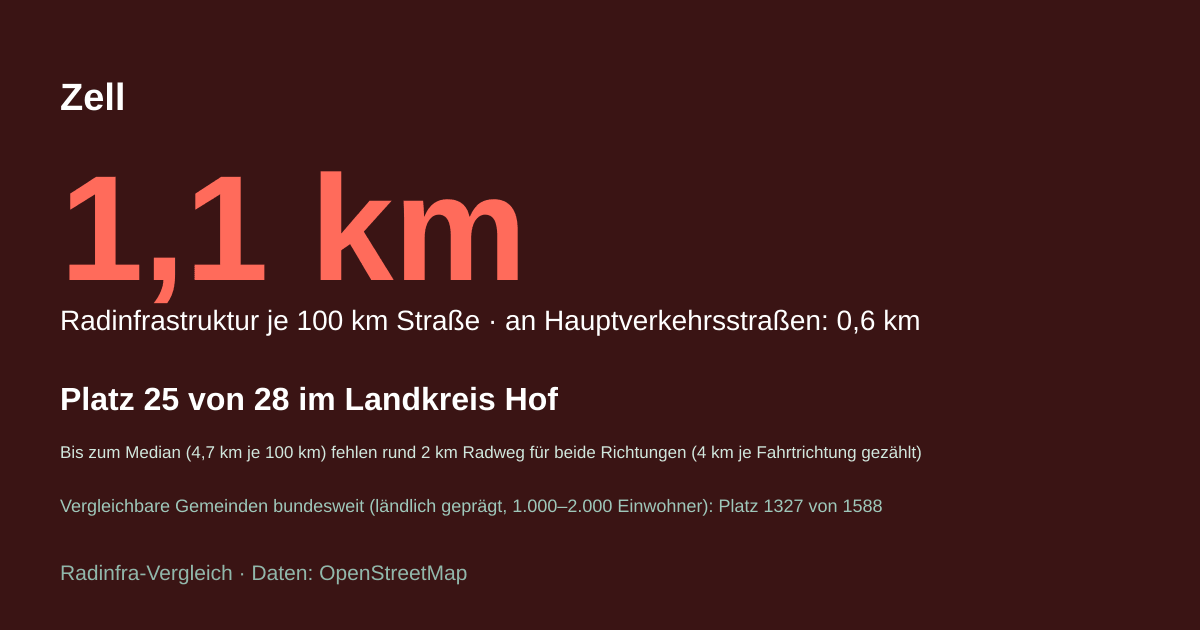 Zell
1,1 km
Radinfrastruktur je 100 km Straße · an Hauptverkehrsstraßen: 0,6 km
Platz 25 von 28 im Landkreis Hof
Bis zum Median (4,7 km je 100 km) fehlen rund 2 km Radweg für beide Richtungen (4 km je Fahrtrichtung gezählt)
Vergleichbare Gemeinden bundesweit (ländlich geprägt, 1.000–2.000 Einwohner): Platz 1327 von 1588
Radinfra-Vergleich · Daten: OpenStreetMap